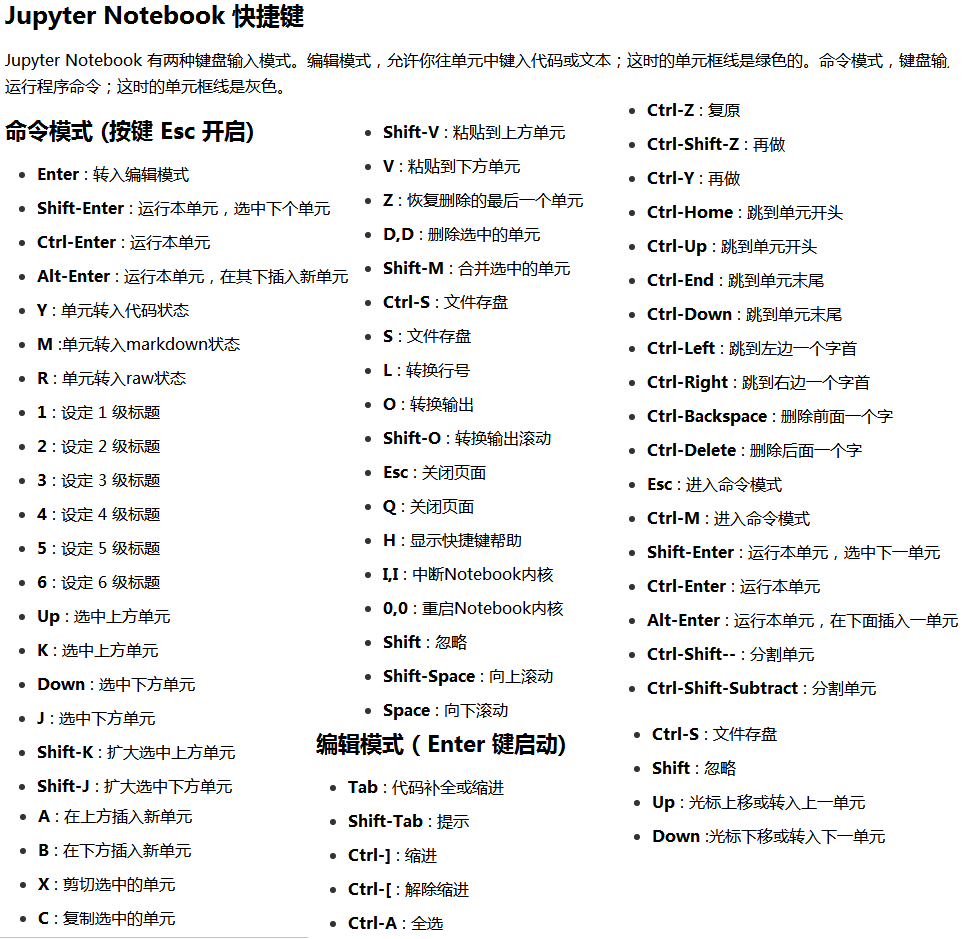 Jupyter Notebook 快捷键
Jupyter Notebook 有两种键盘输入模式。编辑模式，允许你往单元中键入代码或文本；这时的单元框线是绿色的。命令模式，键盘输
运行程序命令；这时的单元框线是灰色。
命令模式 (按键 Esc 开启)
Enter : 转入编辑模式
Shift-Enter : 运行本单元，选中下个单元
Ctrl-Enter : 运行本单元
Alt-Enter : 运行本单元，在其下插入新单元
Y : 单元转入代码状态
M :单元转入markdown状态
R : 单元转入raw状态
1 : 设定 1 级标题
2 : 设定 2 级标题
3 : 设定 3 级标题
4 : 设定 4 级标题
5 : 设定 5 级标题
6 : 设定 6 级标题
Up : 选中上方单元
K : 选中上方单元
Down : 选中下方单元
J : 选中下方单元
Shift-K : 扩大选中上方单元
Shift-J : 扩大选中下方单元
A : 在上方插入新单元
B : 在下方插入新单元
X : 剪切选中的单元
C : 复制选中的单元
Shift-V : 粘贴到上方单元
V : 粘贴到下方单元
Z : 恢复删除的最后一个单元
D,D : 删除选中的单元
Shift-M : 合并选中的单元
Ctrl-S : 文件存盘
S : 文件存盘
L : 转换行号
O : 转换输出
Shift-O : 转换输出滚动
Esc : 关闭页面
Q : 关闭页面
H : 显示快捷键帮助
I,I : 中断Notebook内核
0,0 : 重启Notebook内核
Shift : 忽略
Shift-Space : 向上滚动
Space : 向下滚动
编辑模式 ( Enter 键启动)
Tab : 代码补全或缩进
Shift-Tab : 提示
Ctrl-] : 缩进
Ctrl-[ : 解除缩进
Ctrl-A : 全选
Ctrl-Z : 复原
Ctrl-Shift-Z : 再做
Ctrl-Y : 再做
Ctrl-Home : 跳到单元开头
Ctrl-Up : 跳到单元开头
Ctrl-End : 跳到单元末尾
Ctrl-Down : 跳到单元末尾
Ctrl-Left : 跳到左边一个字首
Ctrl-Right : 跳到右边一个字首
Ctrl-Backspace : 删除前面一个字
Ctrl-Delete : 删除后面一个字
Esc : 进入命令模式
Ctrl-M : 进入命令模式
Shift-Enter : 运行本单元，选中下一单元
Ctrl-Enter : 运行本单元
Alt-Enter : 运行本单元，在下面插入一单元
Ctrl-Shift-- : 分割单元
Ctrl-Shift-Subtract : 分割单元
Ctrl-S : 文件存盘
Shift : 忽略
Up : 光标上移或转入上一单元
Down :光标下移或转入下一单元